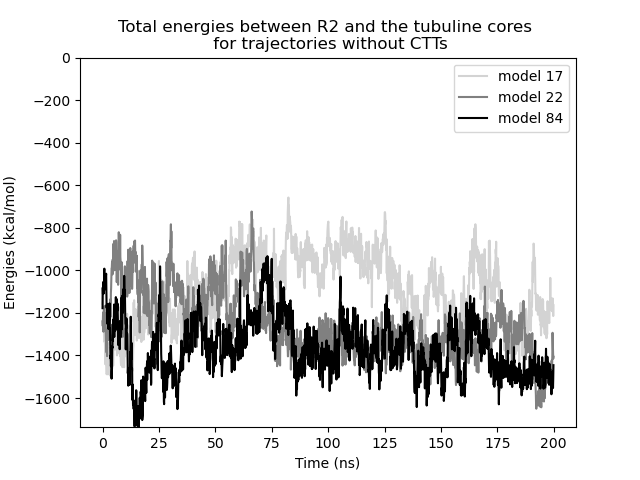 Total energies between R2 and the tubuline cores
for trajectories without CTTs
model 17
model 22
model 84
Energies (kcal/mol)
0
−200
−400
−600
−800
−1000
−1200
−1400
−1600
0 25 50 75 100 125 150 175 200
Time (ns)